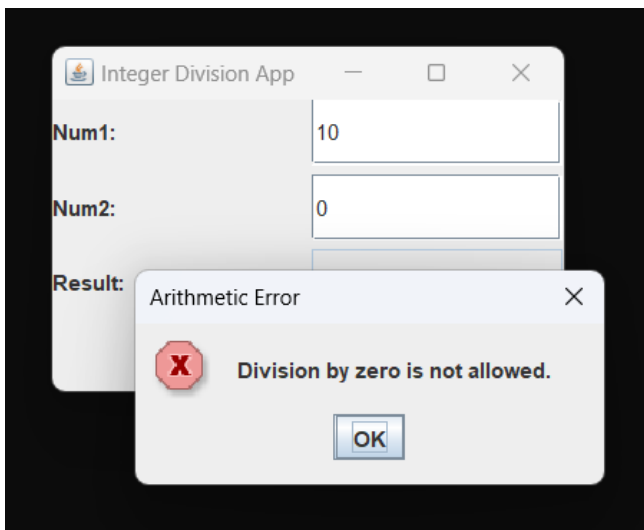 Integer Division App
Num1:
10
Num2:
0
Result:
Arithmetic Error
X
Division by zero is not allowed.
OK